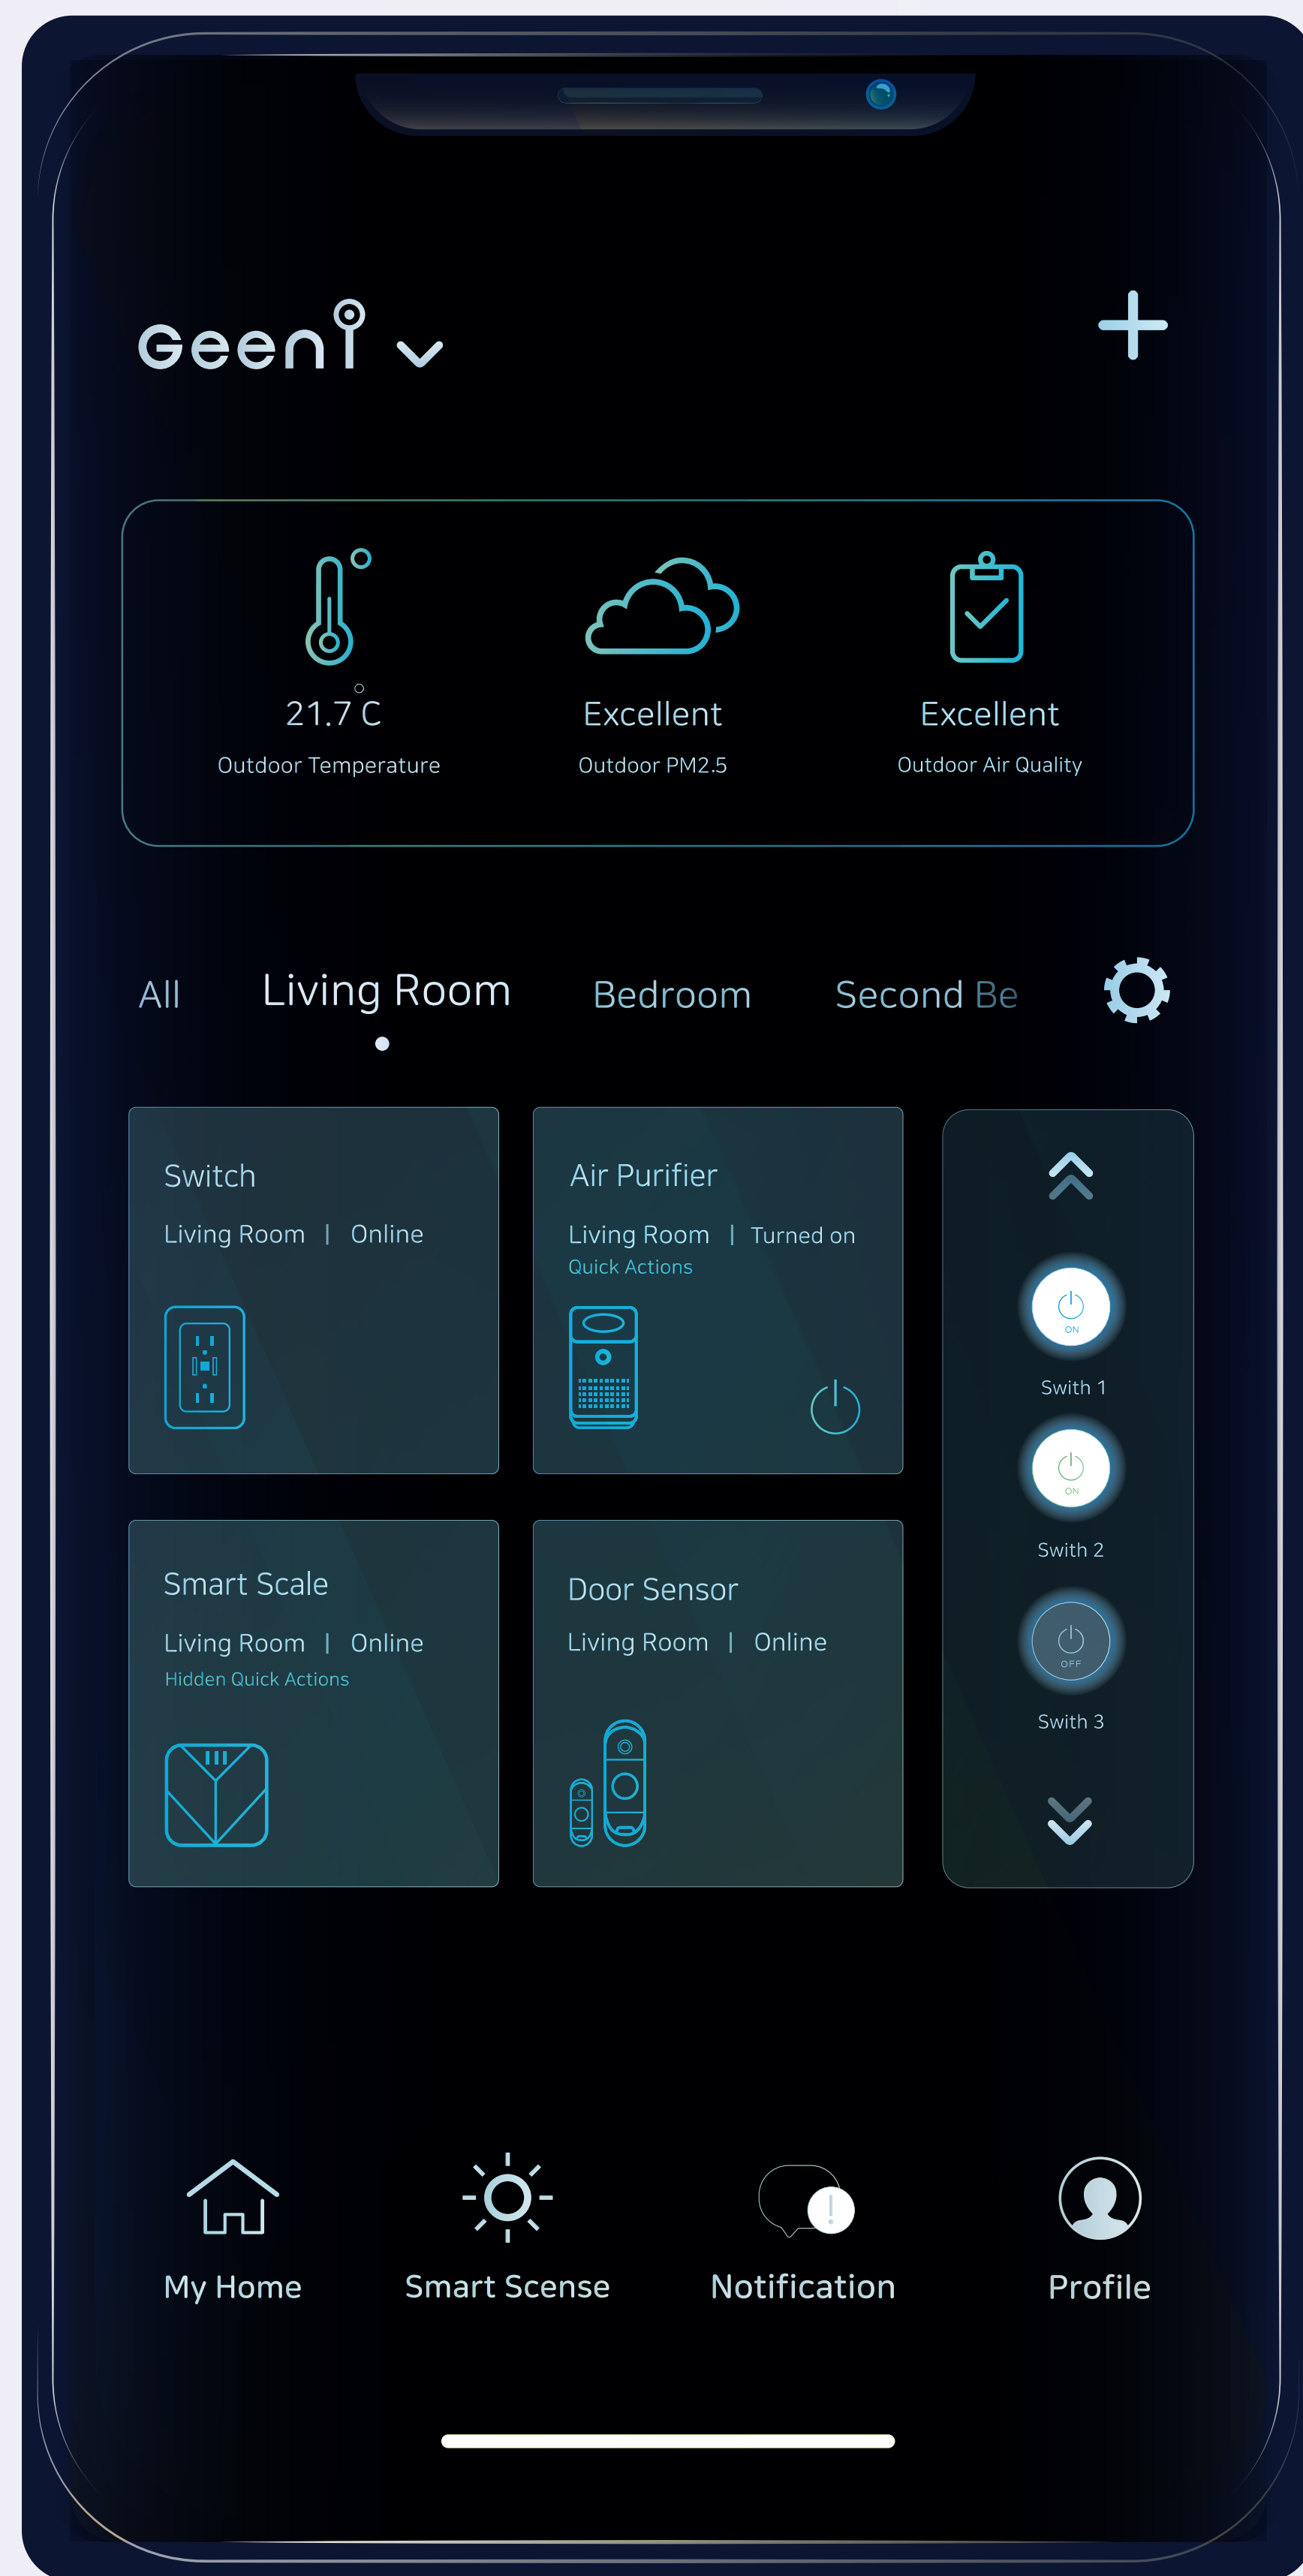 Geeni
21.7°C
Excellent
Excellent
Outdoor Temperature
Outdoor PM2.5
Outdoor Air Quality
All
Living Room
Bedroom
Second Be
Switch
Living Room | Online
Air Purifier
Living Room | Turned on
Quick Actions
Smart Scale
Living Room | Online
Hidden Quick Actions
Door Sensor
Living Room | Online
ON
Swith 1
ON
Swith 2
OFF
Swith 3
My Home
Smart Scense
Notification
Profile